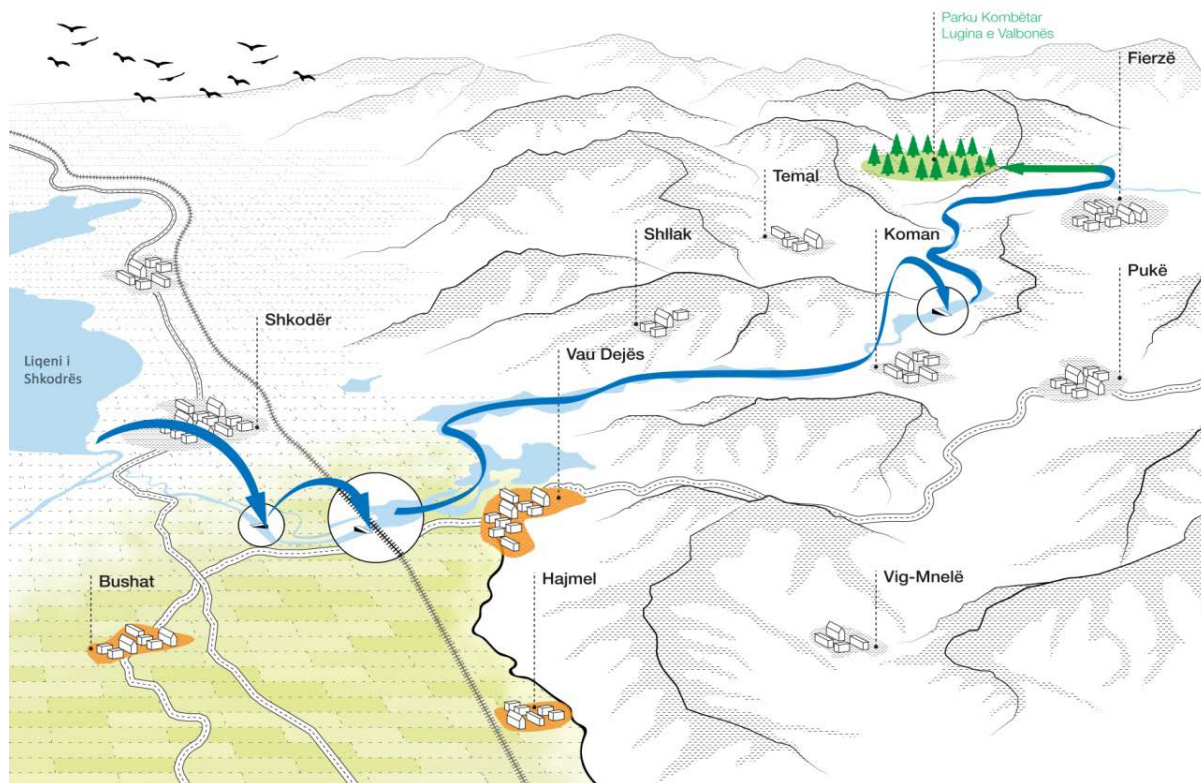 Parku Kombëtar
Lugina e Valbonës
Fierzë
Temal
Shllak
Koman
Pukë
Shkodër
Liqeni i
Shkodrës
Vau Dejës
Bushat
Hajmel
Vig-Mnelë